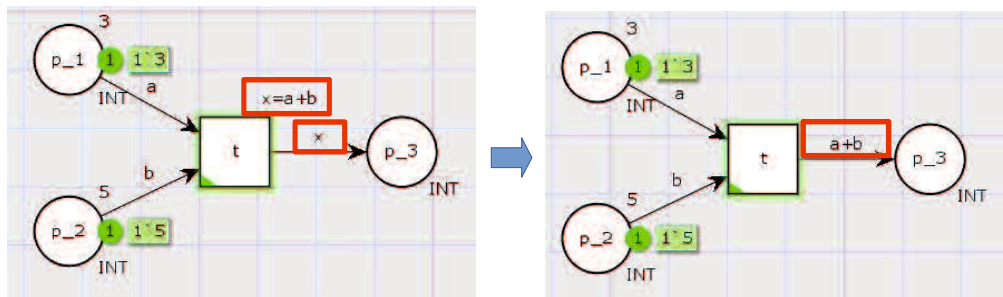 3
p_1
1
1`3
INT
a
x=a+b
x
t
p_3
INT
b
5
p_2
1
1`5
INT
3
p_1
1
1`3
INT
a
a+b
t
p_3
INT
b
5
p_2
1
1`5
INT